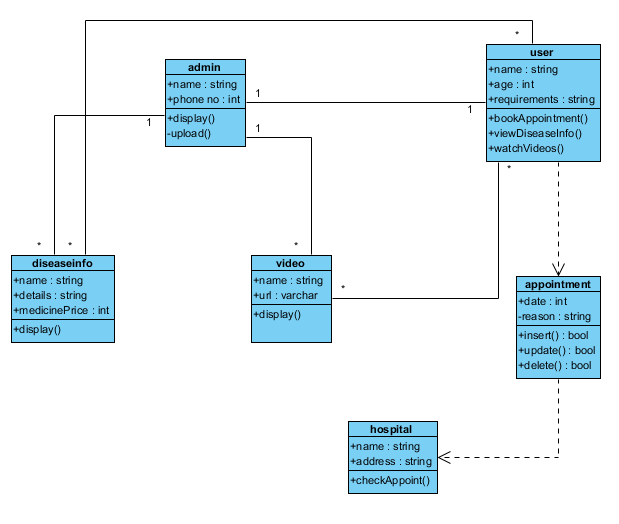 *
user
+name : string
+age : int
+requirements : string
+bookAppointment()
+viewDiseaseInfo()
+watchVideos()
admin
+name : string
+phone no : int
+display()
-upload()
1
1
1
1
*
*
*
*
*
diseaseinfo
+name : string
+details : string
+medicinePrice : int
+display()
video
+name : string
+url : varchar
+display()
appointment
+date : int
-reason : string
+insert() : bool
+update() : bool
+delete() : bool
hospital
+name : string
+address : string
+checkAppoint()